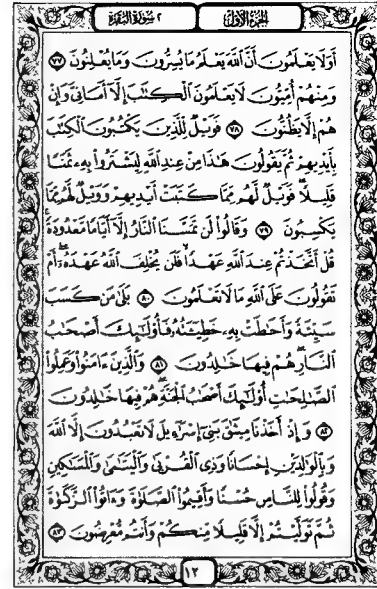 ٢ سورة البقرة
الجزء الأول
أَوَلَا يَعْلَمُونَ أَنَّ ٱللَّهَ يَعْلَمُ مَا يُسِرُّونَ وَمَا يُعْلِنُونَ ٧٧
وَمِنْهُمْ أُمِّيُّونَ لَا يَعْلَمُونَ ٱلْكِتَٰبَ إِلَّآ أَمَانِيَّ وَإِنْ
هُمْ إِلَّا يَظُنُّونَ ٧٨ فَوَيْلٌ لِّلَّذِينَ يَكْتُبُونَ ٱلْكِتَٰبَ
بِأَيْدِيهِمْ ثُمَّ يَقُولُونَ هَٰذَا مِنْ عِندِ ٱللَّهِ لِيَشْتَرُوا۟ بِهِۦ ثَمَنًا
قَلِيلًا ۖ فَوَيْلٌ لَّهُم مِّمَّا كَتَبَتْ أَيْدِيهِمْ وَوَيْلٌ لَّهُم مِّمَّا
يَكْسِبُونَ ٧٩ وَقَالُوا۟ لَن تَمَسَّنَا ٱلنَّارُ إِلَّآ أَيَّامًا مَّعْدُودَةً ۚ
قُلْ أَتَّخَذْتُمْ عِندَ ٱللَّهِ عَهْدًا فَلَن يُخْلِفَ ٱللَّهُ عَهْدَهُۥٓ ۖ أَمْ
تَقُولُونَ عَلَى ٱللَّهِ مَا لَا تَعْلَمُونَ ٨٠ بَلَىٰ مَن كَسَبَ
سَيِّئَةً وَأَحَٰطَتْ بِهِۦ خَطِيٓـَٔتُهُۥ فَأُو۟لَٰٓئِكَ أَصْحَٰبُ
ٱلنَّارِ ۖ هُمْ فِيهَا خَٰلِدُونَ ٨١ وَٱلَّذِينَ ءَامَنُوا۟ وَعَمِلُوا۟
ٱلصَّٰلِحَٰتِ أُو۟لَٰٓئِكَ أَصْحَٰبُ ٱلْجَنَّةِ ۖ هُمْ فِيهَا خَٰلِدُونَ
٨٢ وَإِذْ أَخَذْنَا مِيثَٰقَ بَنِىٓ إِسْرَٰٓءِيلَ لَا تَعْبُدُونَ إِلَّا ٱللَّهَ
وَبِٱلْوَٰلِدَيْنِ إِحْسَانًا وَذِى ٱلْقُرْبَىٰ وَٱلْيَتَٰمَىٰ وَٱلْمَسَٰكِينِ
وَقُولُوا۟ لِلنَّاسِ حُسْنًا وَأَقِيمُوا۟ ٱلصَّلَوٰةَ وَءَاتُوا۟ ٱلزَّكَوٰةَ
ثُمَّ تَوَلَّيْتُمْ إِلَّا قَلِيلًا مِّنكُمْ وَأَنتُم مُّعْرِضُونَ ٨٣
١٢